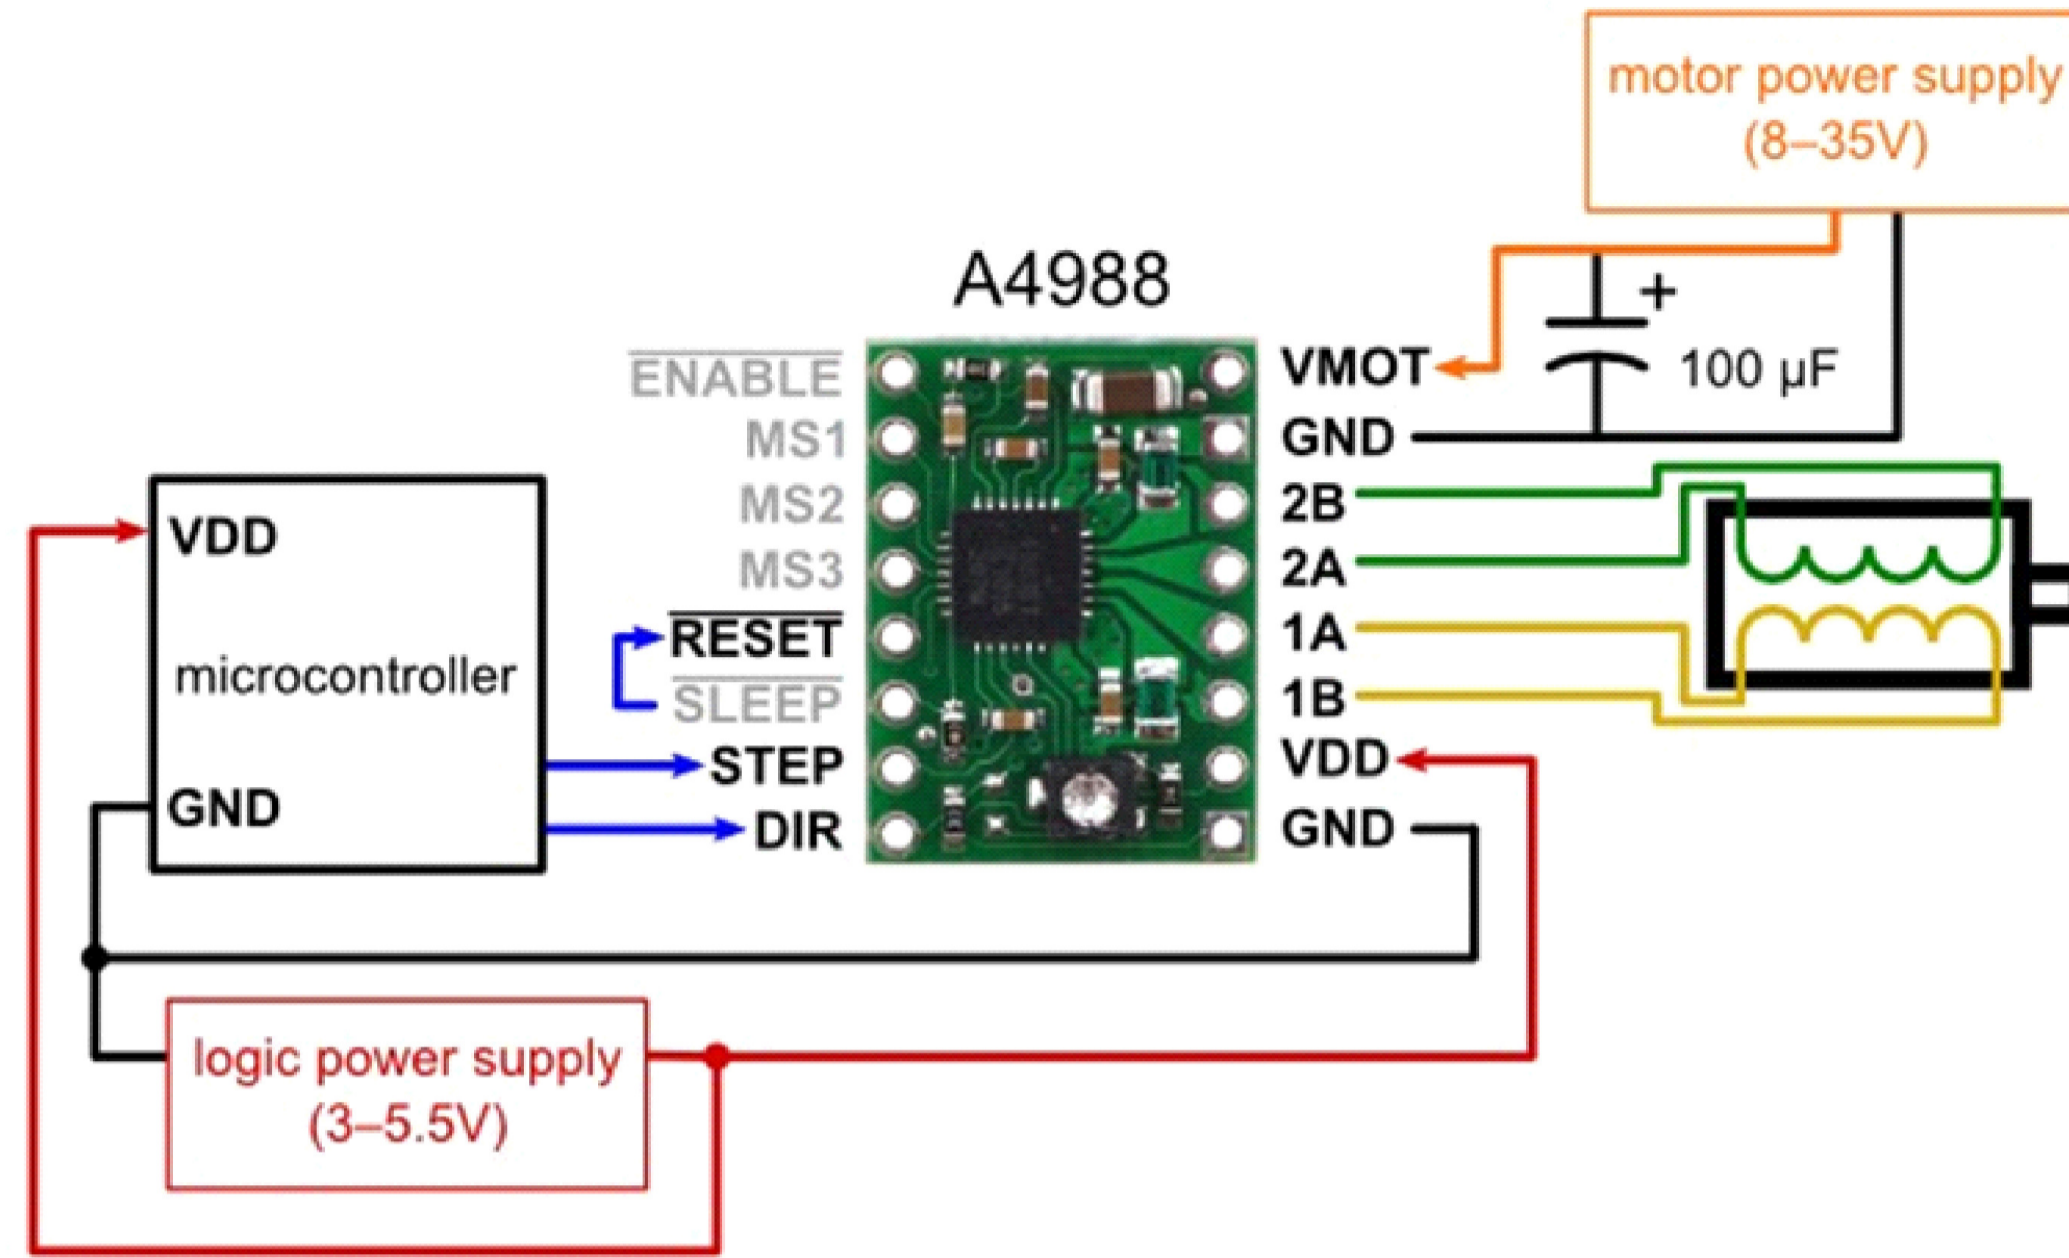 motor power supply
(8–35V)
A4988
ENABLE
MS1
MS2
MS3
RESET
SLEEP
STEP
DIR
VMOT
GND
2B
2A
1A
1B
VDD
GND
+
100 µF
VDD
microcontroller
GND
logic power supply
(3–5.5V)